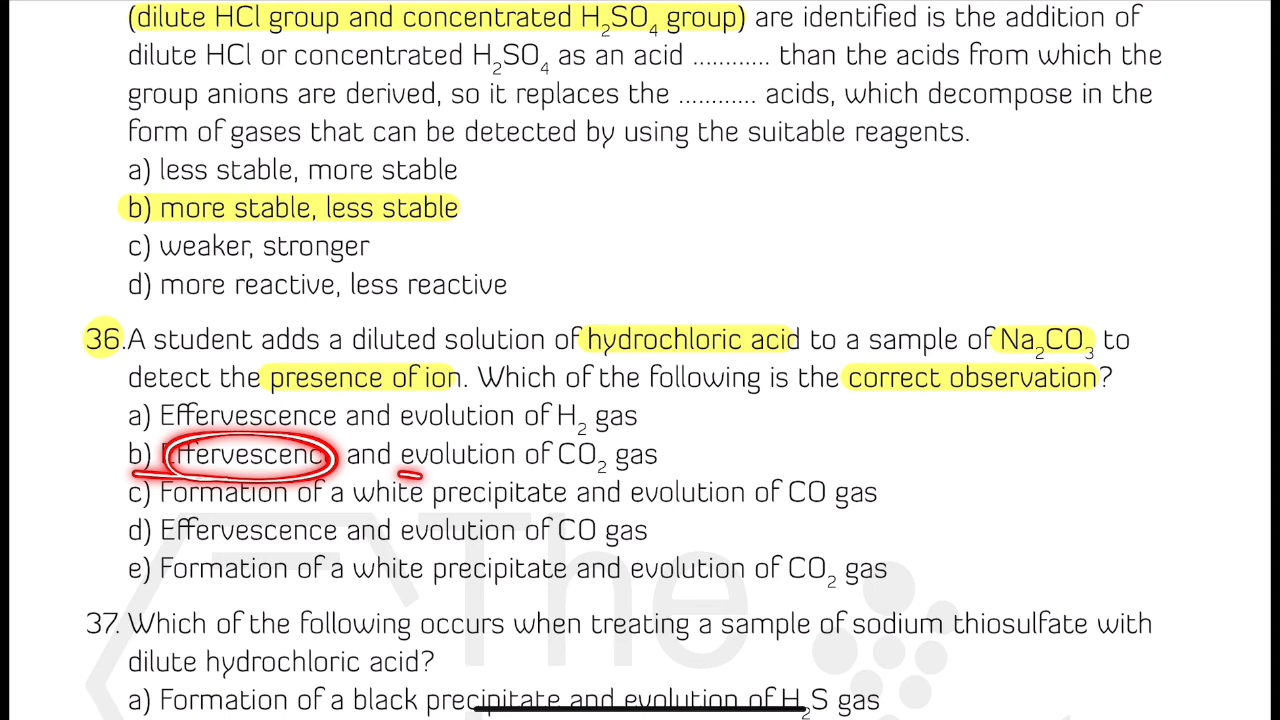 (dilute HCl group and concentrated H₂SO₄ group) are identified is the addition of
dilute HCl or concentrated H₂SO₄ as an acid ............ than the acids from which the
group anions are derived, so it replaces the ............ acids, which decompose in the
form of gases that can be detected by using the suitable reagents.
a) less stable, more stable
b) more stable, less stable
c) weaker, stronger
d) more reactive, less reactive
36.A student adds a diluted solution of hydrochloric acid to a sample of Na₂CO₃ to
detect the presence of ion. Which of the following is the correct observation?
a) Effervescence and evolution of H₂ gas
b) Effervescence and evolution of CO₂ gas
c) Formation of a white precipitate and evolution of CO gas
d) Effervescence and evolution of CO gas
e) Formation of a white precipitate and evolution of CO₂ gas
The
37. Which of the following occurs when treating a sample of sodium thiosulfate with
dilute hydrochloric acid?
a) Formation of a black precipitate and evolution of H₂S gas